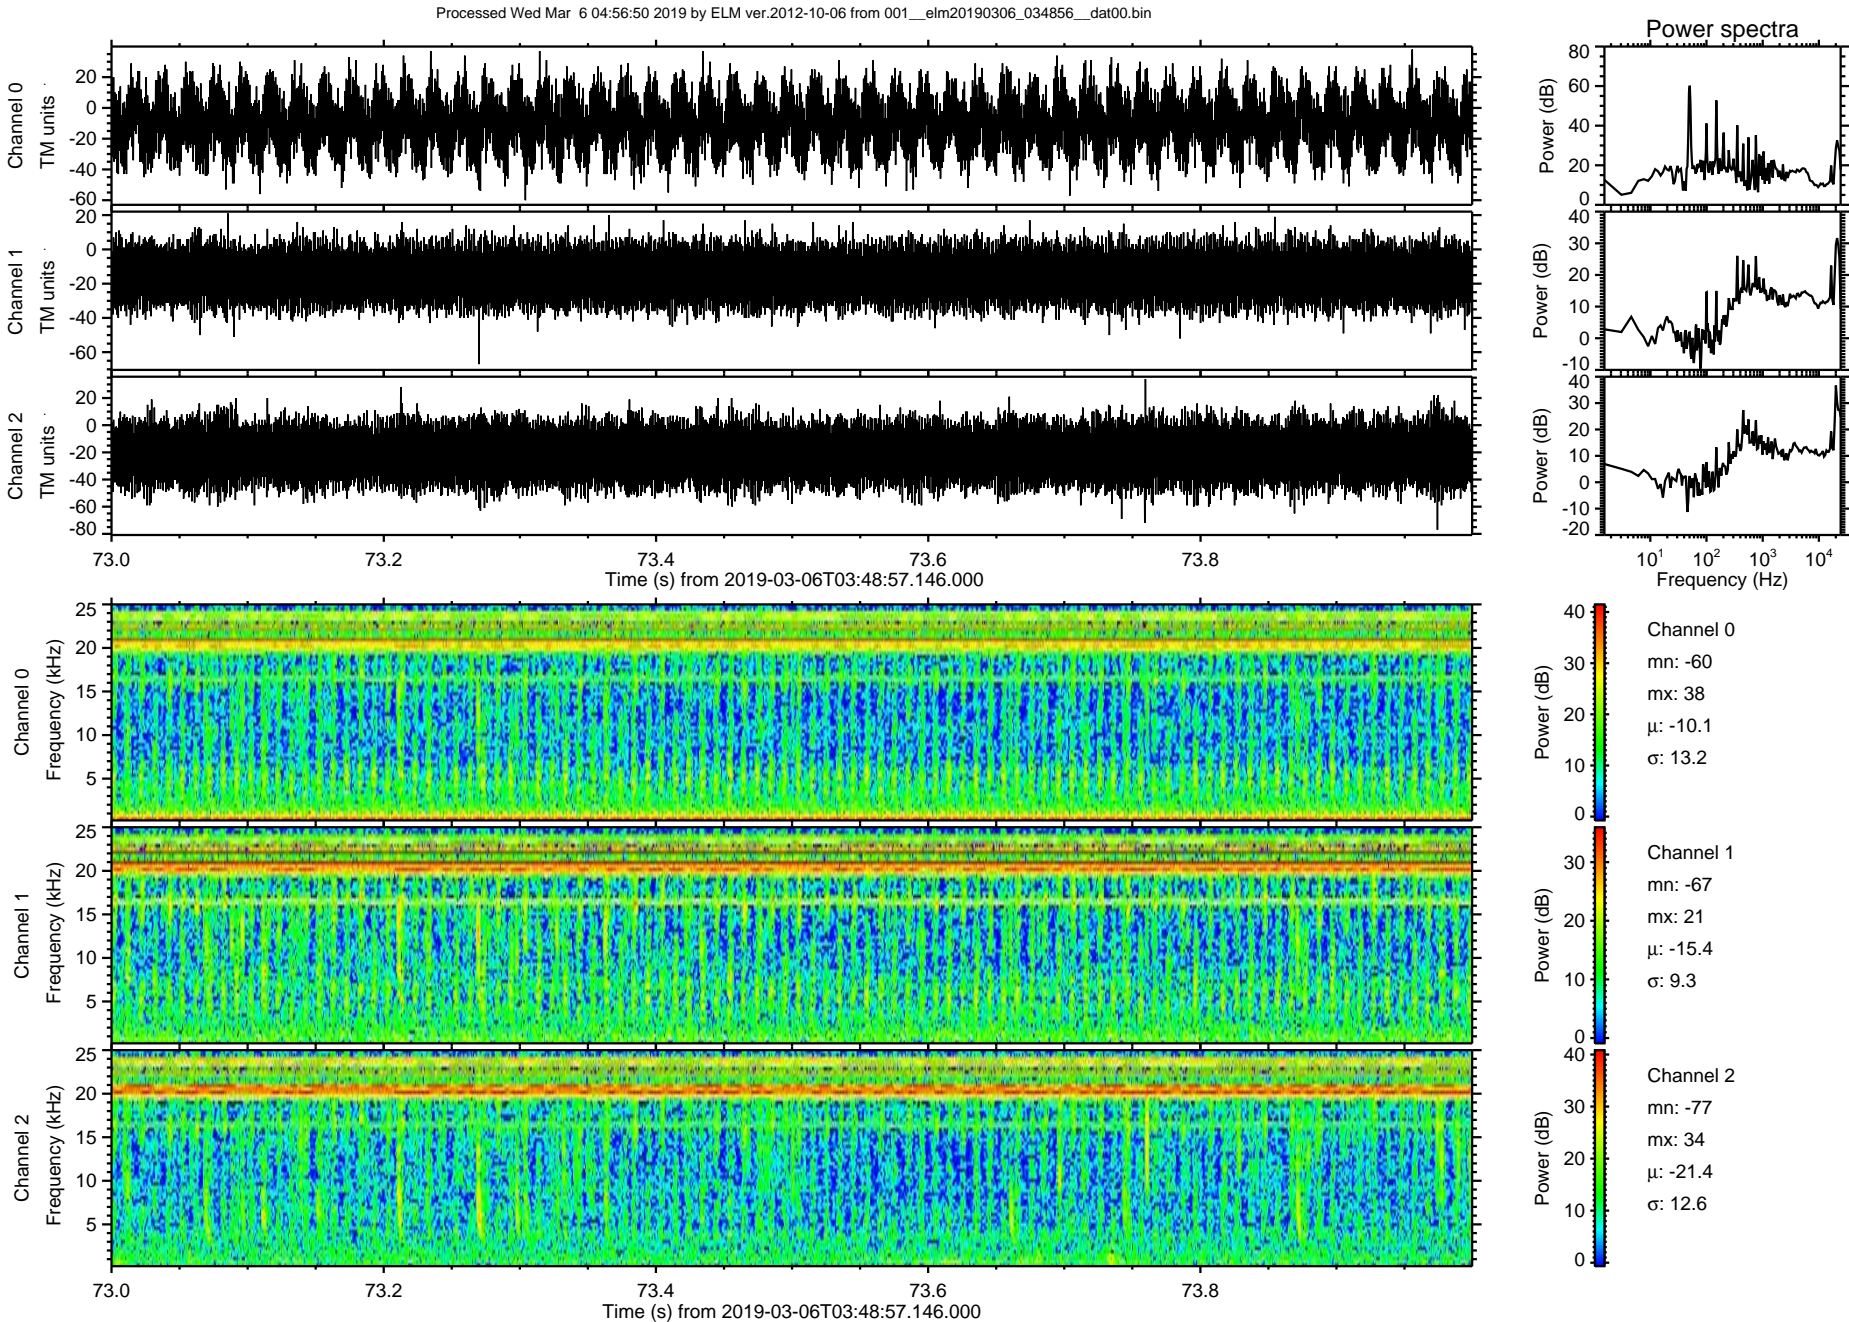 Processed Wed Mar  6 04:56:50 2019 by ELM ver.2012-10-06 from 001__elm20190306_034856__dat00.bin
Power spectra
Channel 0
TM units
20
0
-20
-40
-60
Power (dB)
80
60
40
20
0
Channel 1
TM units
20
0
-20
-40
-60
Power (dB)
40
30
20
10
0
-10
Channel 2
TM units
20
0
-20
-40
-60
-80
Power (dB)
40
30
20
10
0
-10
-20
73.0 73.2 73.4 73.6 73.8
Time (s) from 2019-03-06T03:48:57.146.000
10^1 10^2 10^3 10^4
Frequency (Hz)
Channel 0
Frequency (kHz)
25
20
15
10
5
Power (dB)
40
30
20
10
0
Channel 0
mn: -60
mx: 38
μ: -10.1
σ: 13.2
Channel 1
Frequency (kHz)
25
20
15
10
5
Power (dB)
30
20
10
0
Channel 1
mn: -67
mx: 21
μ: -15.4
σ: 9.3
Channel 2
Frequency (kHz)
25
20
15
10
5
Power (dB)
40
30
20
10
0
Channel 2
mn: -77
mx: 34
μ: -21.4
σ: 12.6
73.0 73.2 73.4 73.6 73.8
Time (s) from 2019-03-06T03:48:57.146.000